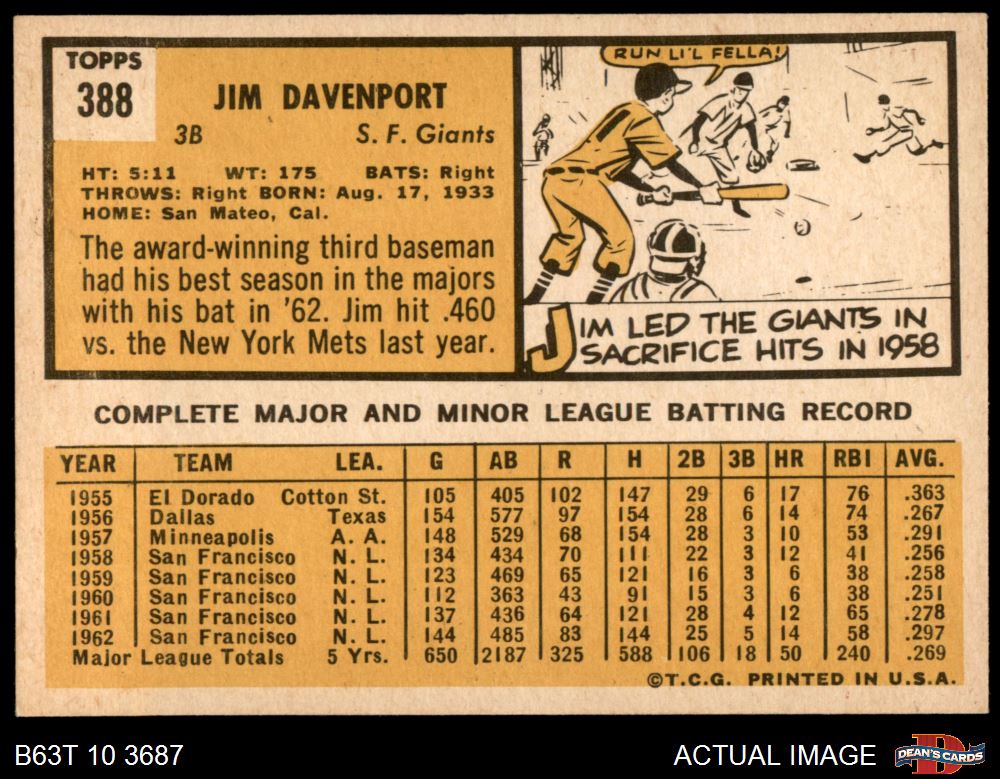 TOPPS
388
JIM DAVENPORT
3B S. F. Giants
HT: 5:11 WT: 175 BATS: Right
THROWS: Right BORN: Aug. 17, 1933
HOME: San Mateo, Cal.
The award-winning third baseman
had his best season in the majors
with his bat in '62. Jim hit .460
vs. the New York Mets last year.
RUN LI'L FELLA!
JIM LED THE GIANTS IN
SACRIFICE HITS IN 1958
COMPLETE MAJOR AND MINOR LEAGUE BATTING RECORD
YEAR TEAM LEA. G AB R H 2B 3B HR RBI AVG.
1955 El Dorado Cotton St. 105 405 102 147 29 6 17 76 .363
1956 Dallas Texas 154 577 97 154 28 6 14 74 .267
1957 Minneapolis A. A. 148 529 68 154 28 3 10 53 .291
1958 San Francisco N. L. 134 434 70 111 22 3 12 41 .256
1959 San Francisco N. L. 123 469 65 121 16 3 6 38 .258
1960 San Francisco N. L. 112 363 43 91 15 3 6 38 .251
1961 San Francisco N. L. 137 436 64 121 28 4 12 65 .278
1962 San Francisco N. L. 144 485 83 144 25 5 14 58 .297
Major League Totals 5 Yrs. 650 2187 325 588 106 18 50 240 .269
©T.C.G. PRINTED IN U.S.A.
B63T 10 3687 ACTUAL IMAGE DEAN'S CARDS